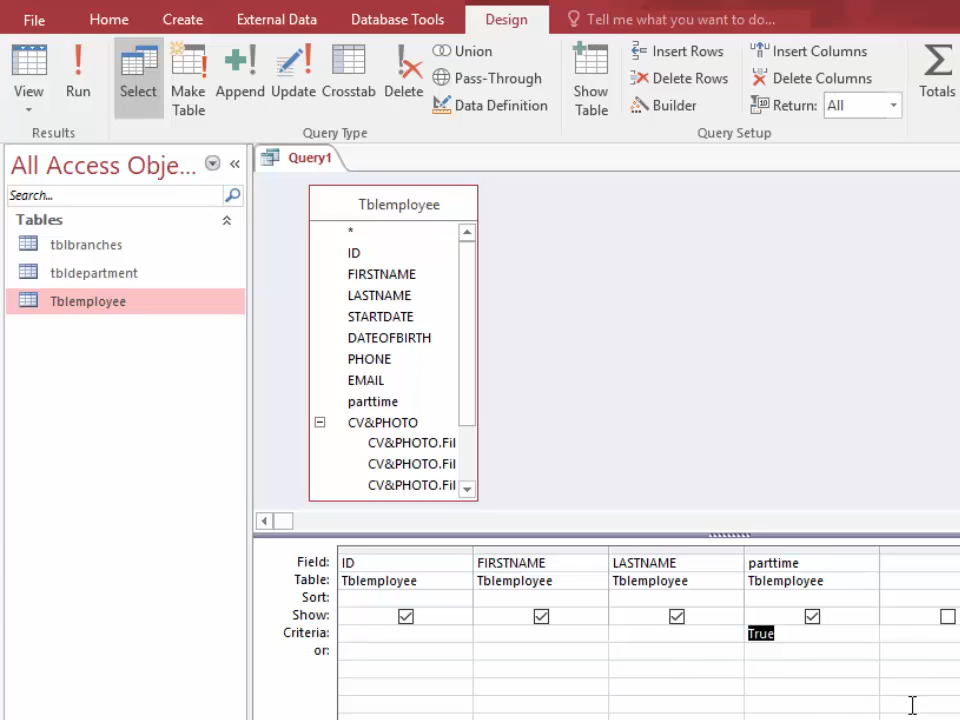 File Home Create External Data Database Tools Design Tell me what you want to do...
View Run Select Make Table Append Update Crosstab Delete
Union
Pass-Through
Data Definition
Show Table
Insert Rows
Delete Rows
Builder
Insert Columns
Delete Columns
Return: All
Totals
Results Query Type Query Setup
All Access Obje...
Search...
Tables
tblbranches
tbldepartment
Tblemployee
Query1
Tblemployee
*
ID
FIRSTNAME
LASTNAME
STARTDATE
DATEOFBIRTH
PHONE
EMAIL
parttime
CV&PHOTO
CV&PHOTO.Fil
CV&PHOTO.Fil
CV&PHOTO.Fil
Field: ID FIRSTNAME LASTNAME parttime
Table: Tblemployee Tblemployee Tblemployee Tblemployee
Sort:
Show:
Criteria: True
or: